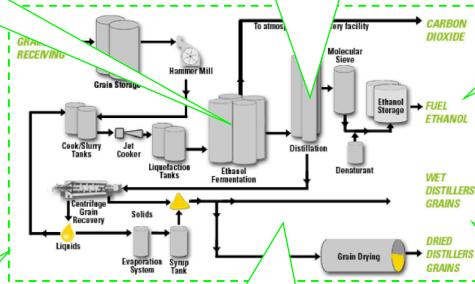 To atmosp
ery facility
CARBON
DIOXIDE
GRA
RECEIVING
Grain Storage
Hammer Mill
Molecular
Sieve
Ethanol
Storage
FUEL
ETHANOL
Cook/Slurry
Tanks
Jet
Cooker
Liquefaction
Tanks
Ethanol
Fermentation
Distillation
Denaturant
WET
DISTILLERS
GRAINS
Centrifuge
Grain
Recovery
Solids
Liquids
Evaporation
System
Syrup
Tank
Grain Drying
DRIED
DISTILLERS
GRAINS